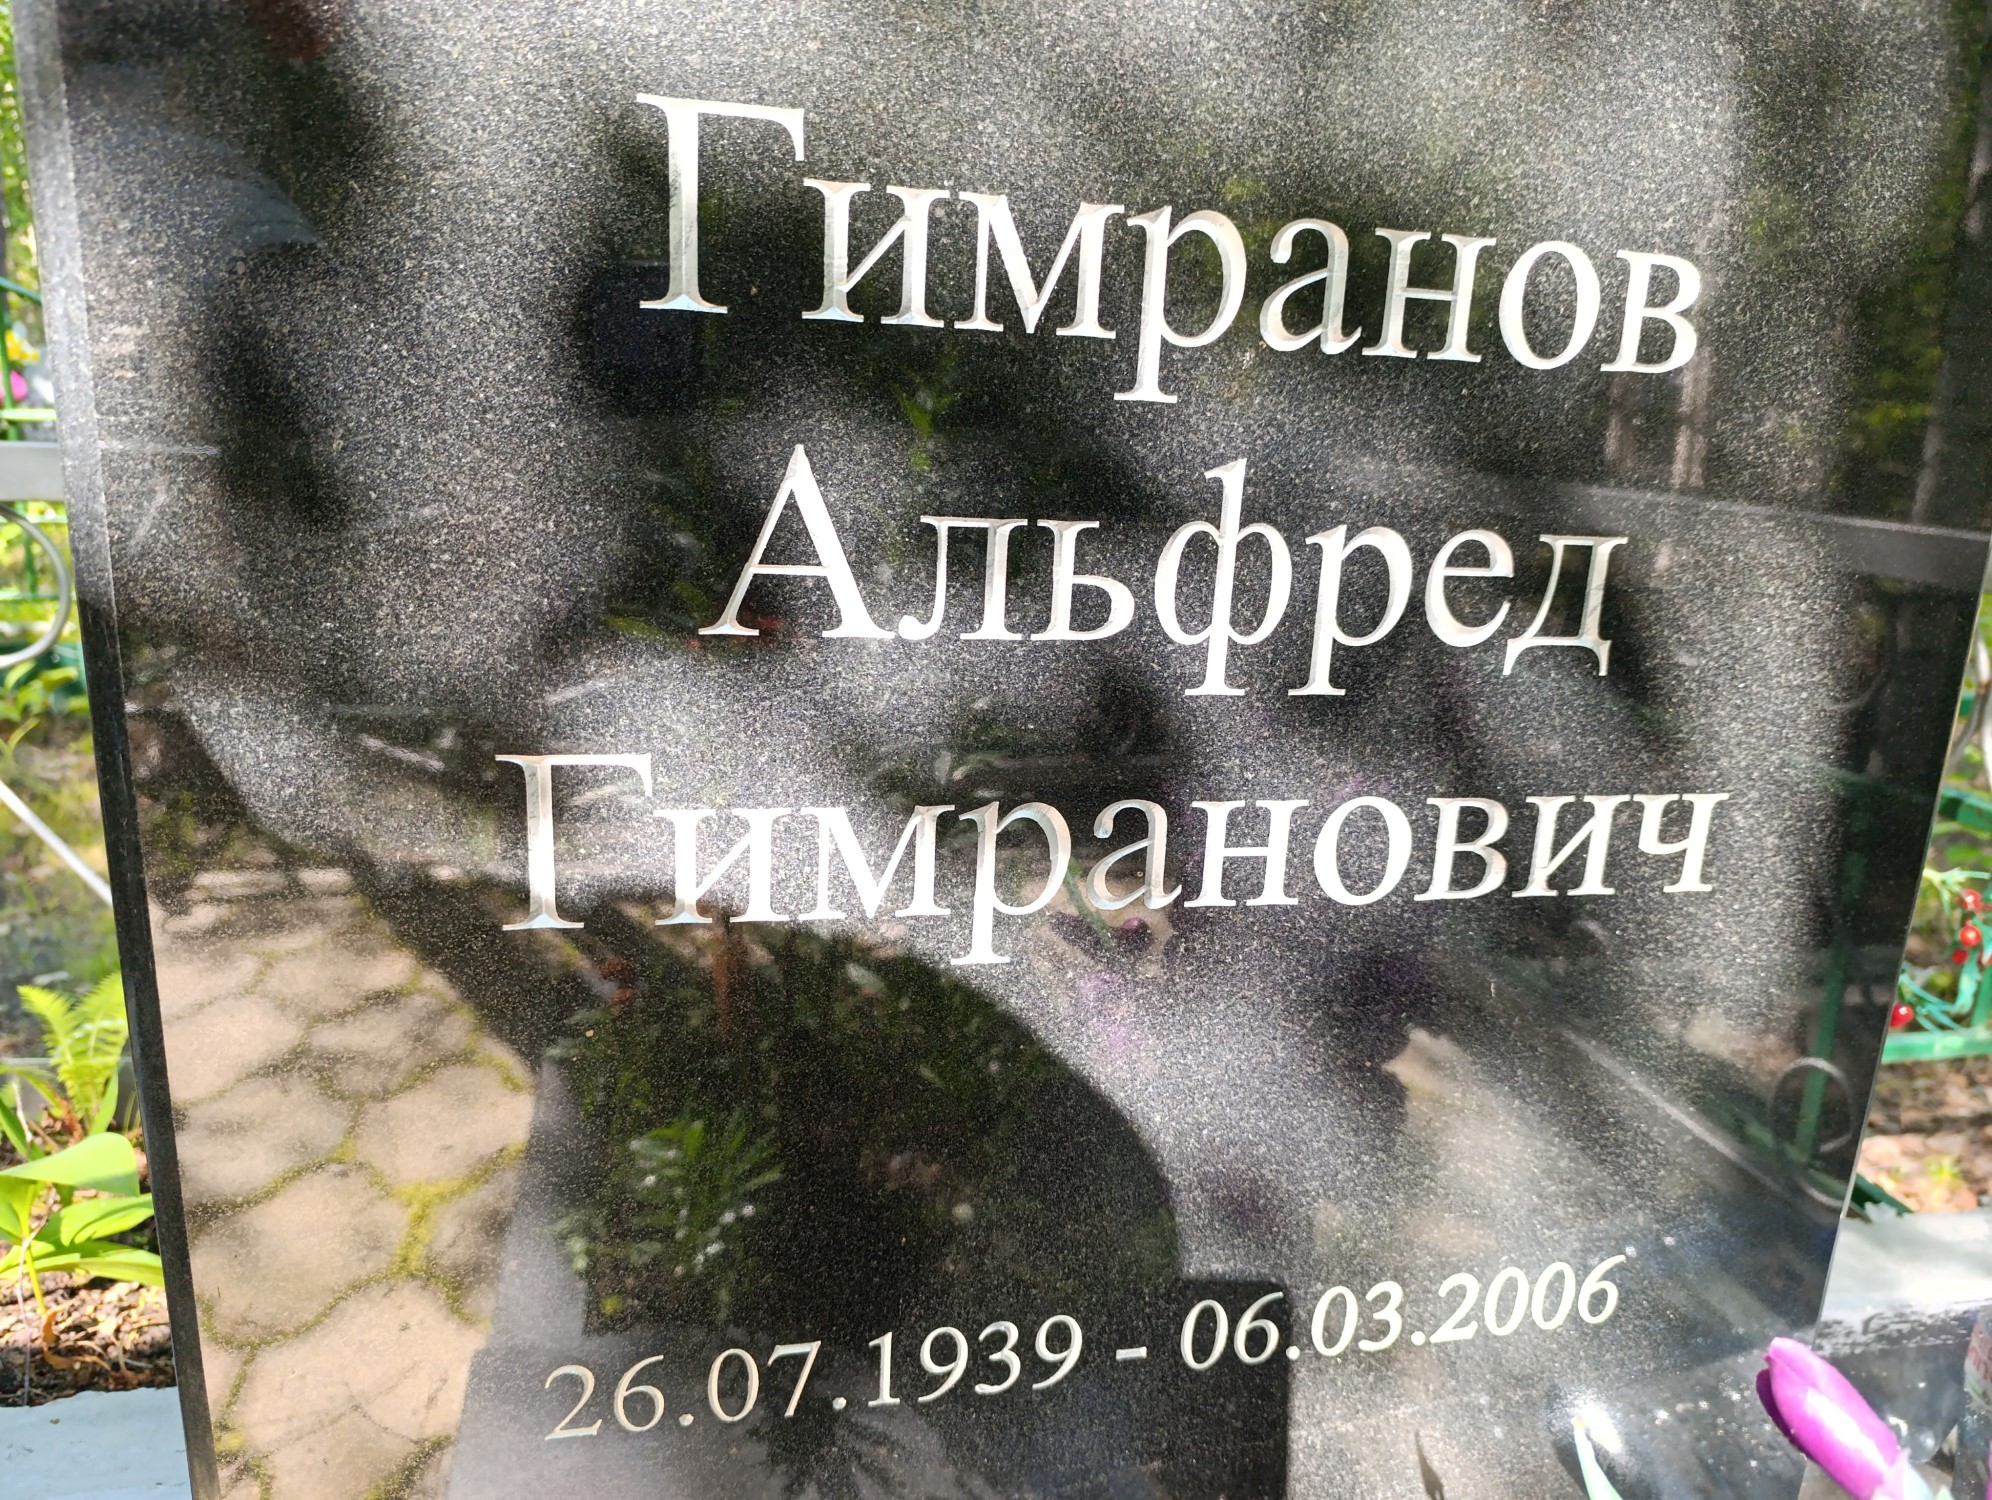 Гимранов
Альфред
Гимранович
26.07.1939 - 06.03.2006